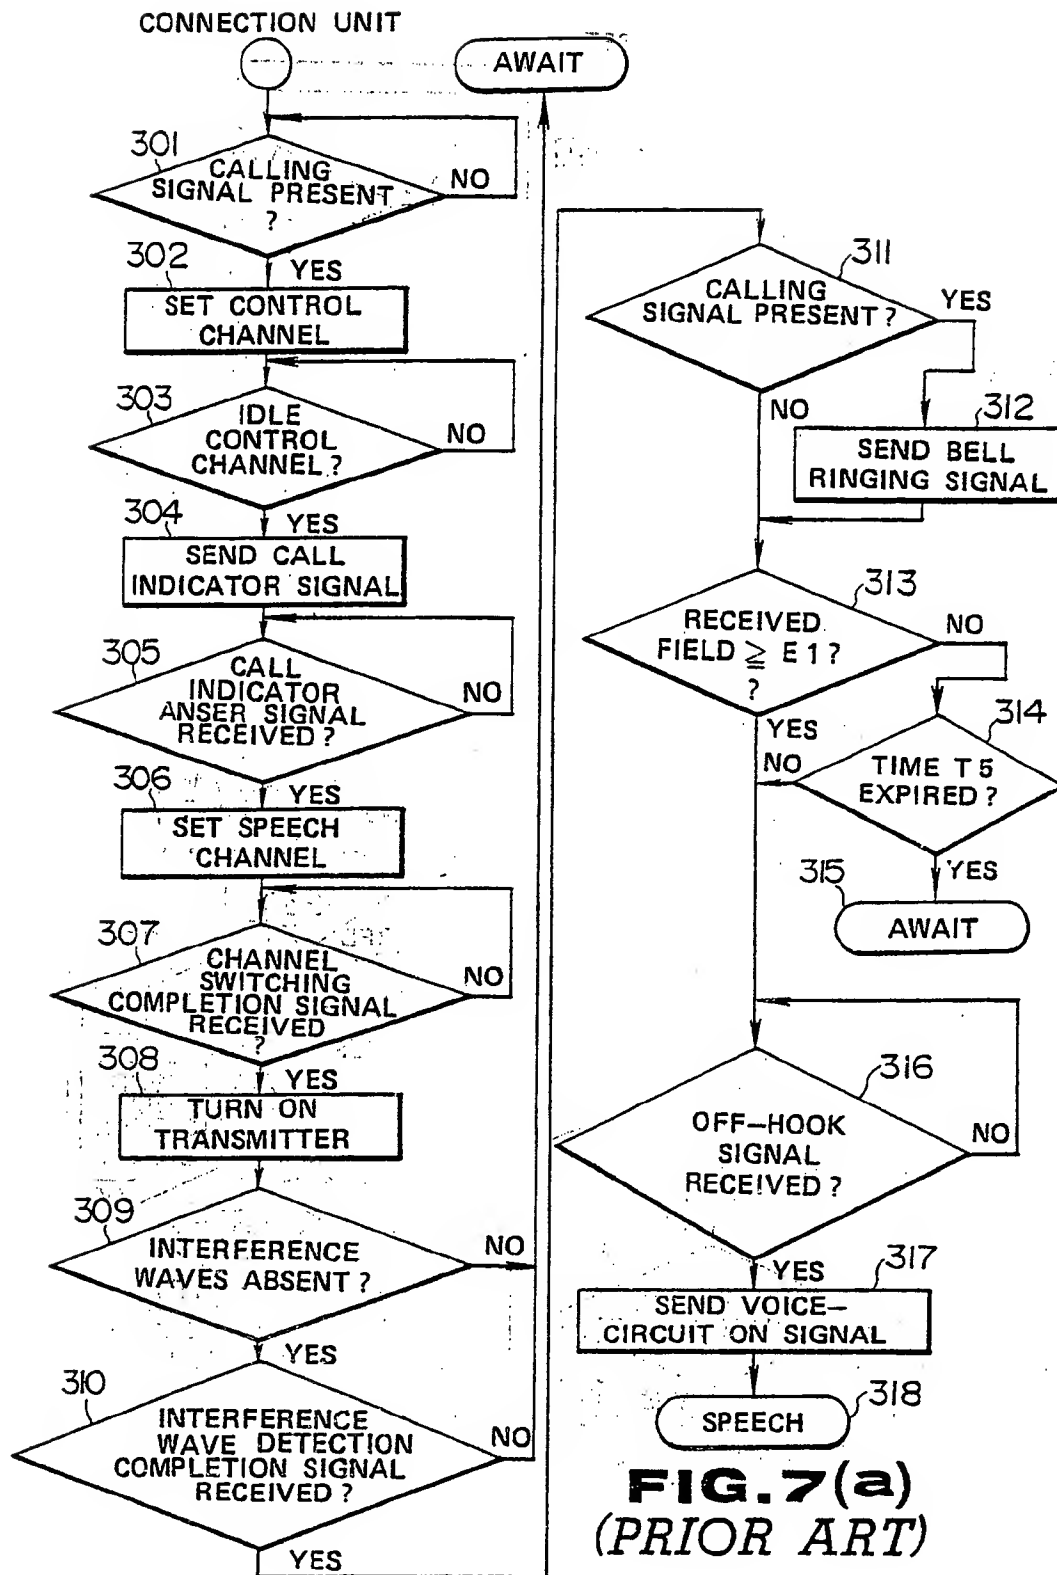 CONNECTION UNIT
AWAIT
301
CALLING
SIGNAL PRESENT
?
NO
YES
302
SET CONTROL
CHANNEL
303
IDLE
CONTROL
CHANNEL?
NO
YES
304
SEND CALL
INDICATOR SIGNAL
305
CALL
INDICATOR
ANSER SIGNAL
RECEIVED?
NO
YES
306
SET SPEECH
CHANNEL
307
CHANNEL
SWITCHING
COMPLETION SIGNAL
RECEIVED
?
NO
YES
308
TURN ON
TRANSMITTER
309
INTERFERENCE
WAVES ABSENT?
NO
YES
310
INTERFERENCE
WAVE DETECTION
COMPLETION SIGNAL
RECEIVED?
NO
YES
311
CALLING
SIGNAL PRESENT?
YES
NO
312
SEND BELL
RINGING SIGNAL
313
RECEIVED
FIELD ≧ E1?
?
NO
YES
314
TIME T5
EXPIRED?
NO
YES
315
AWAIT
316
OFF-HOOK
SIGNAL
RECEIVED?
NO
YES
317
SEND VOICE-
CIRCUIT ON SIGNAL
SPEECH
318
FIG.7(a)
(PRIOR ART)